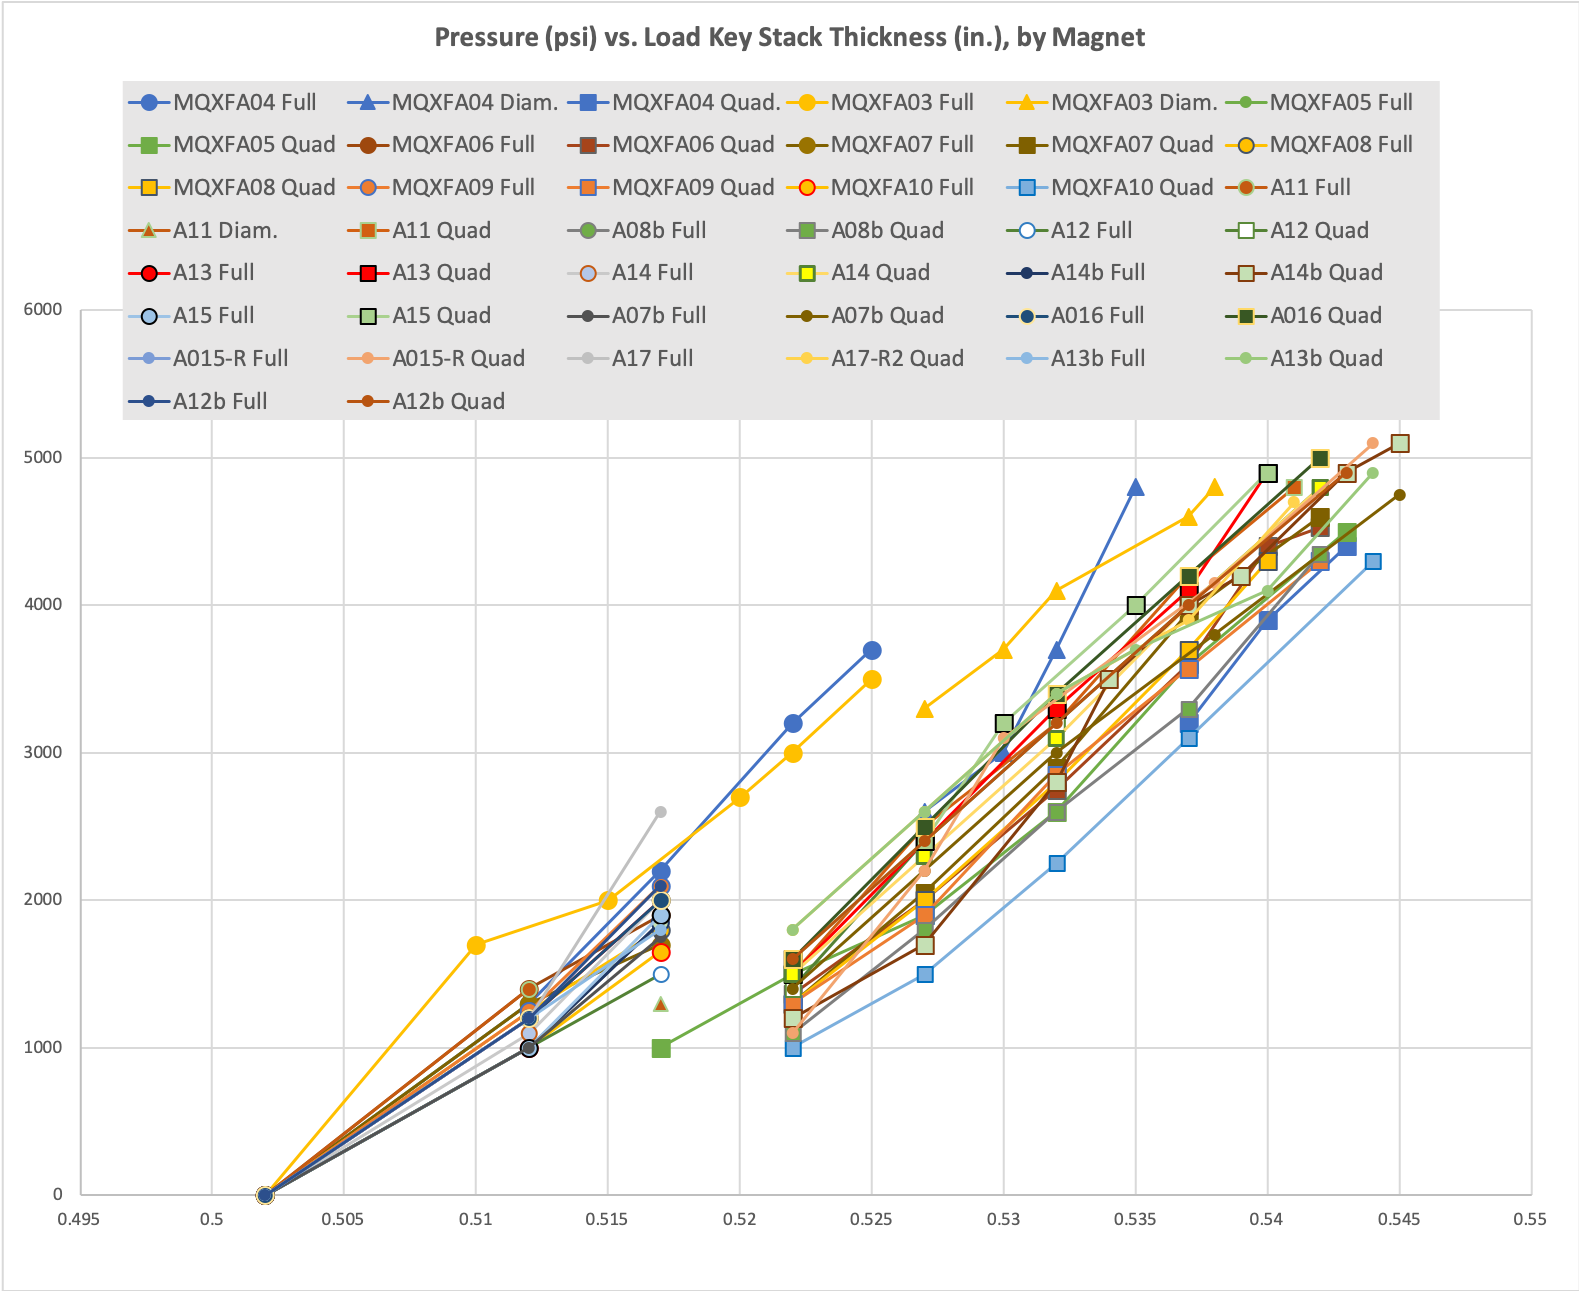 Pressure (psi) vs. Load Key Stack Thickness (in.), by Magnet
MQXFA04 Full MQXFA04 Diam. MQXFA04 Quad. MQXFA03 Full MQXFA03 Diam. MQXFA05 Full
MQXFA05 Quad MQXFA06 Full MQXFA06 Quad MQXFA07 Full MQXFA07 Quad MQXFA08 Full
MQXFA08 Quad MQXFA09 Full MQXFA09 Quad MQXFA10 Full MQXFA10 Quad A11 Full
A11 Diam. A11 Quad A08b Full A08b Quad A12 Full A12 Quad
A13 Full A13 Quad A14 Full A14 Quad A14b Full A14b Quad
A15 Full A15 Quad A07b Full A07b Quad A016 Full A016 Quad
A015-R Full A015-R Quad A17 Full A17-R2 Quad A13b Full A13b Quad
A12b Full A12b Quad
6000
5000
4000
3000
2000
1000
0
0.495 0.5 0.505 0.51 0.515 0.52 0.525 0.53 0.535 0.54 0.545 0.55